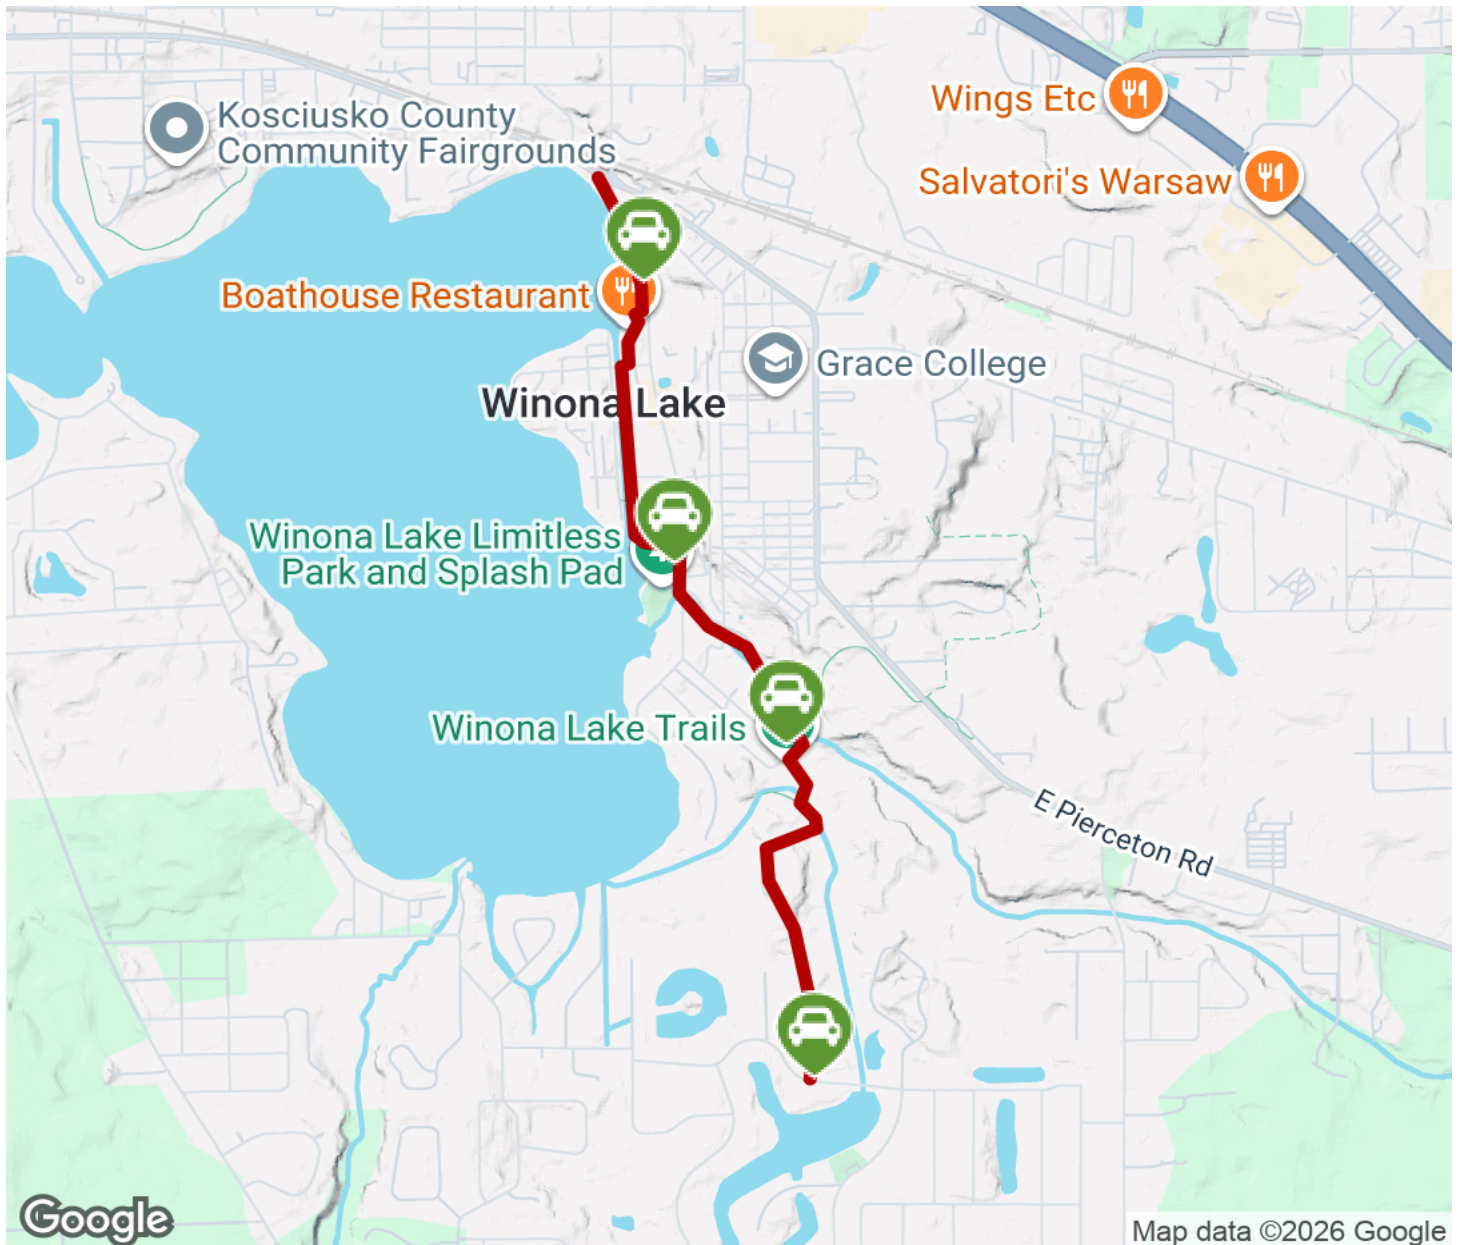 Wings Etc
Kosciusko County
Community Fairgrounds
Salvatori's Warsaw
Boathouse Restaurant
Grace College
Winona Lake
Winona Lake Limitless
Park and Splash Pad
Winona Lake Trails
E Pierceton Rd
Google
Map data ©2026 Google